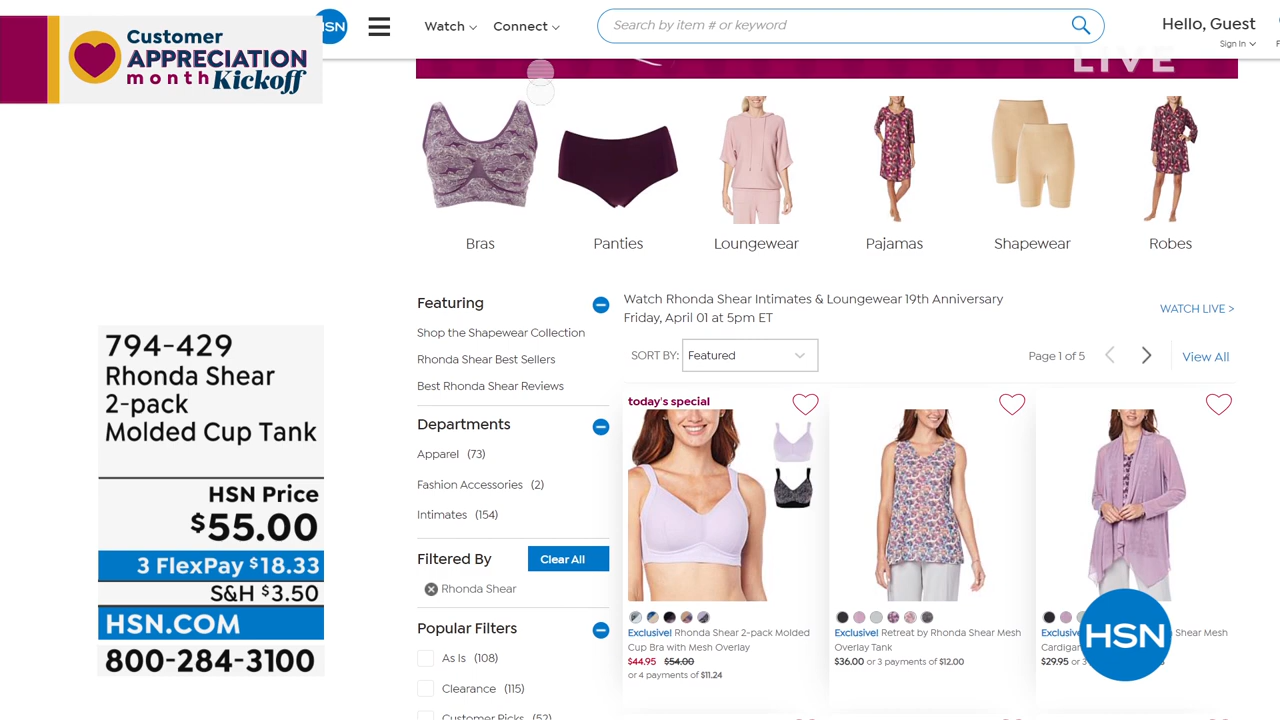 Customer
APPRECIATION
month Kickoff
HSN
Watch
Connect
Search by item # or keyword
Hello, Guest
Sign In
LIVE
Bras
Panties
Loungewear
Pajamas
Shapewear
Robes
Featuring
Shop the Shapewear Collection
Rhonda Shear Best Sellers
Best Rhonda Shear Reviews
Departments
Apparel (73)
Fashion Accessories (2)
Intimates (154)
Filtered By
Clear All
Rhonda Shear
Popular Filters
As Is (108)
Clearance (115)
Customer Picks (52)
Watch Rhonda Shear Intimates & Loungewear 19th Anniversary
Friday, April 01 at 5pm ET
WATCH LIVE >
SORT BY: Featured
Page 1 of 5
View All
today's special
Exclusive! Rhonda Shear 2-pack Molded
Cup Bra with Mesh Overlay
$44.95 $54.00
or 4 payments of $11.24
Exclusive! Retreat by Rhonda Shear Mesh
Overlay Tank
$36.00 or 3 payments of $12.00
Shear Mesh
Cardigan
$29.95 or 3
HSN
794-429
Rhonda Shear
2-pack
Molded Cup Tank
HSN Price
$55.00
3 FlexPay $18.33
S&H $3.50
HSN.COM
800-284-3100